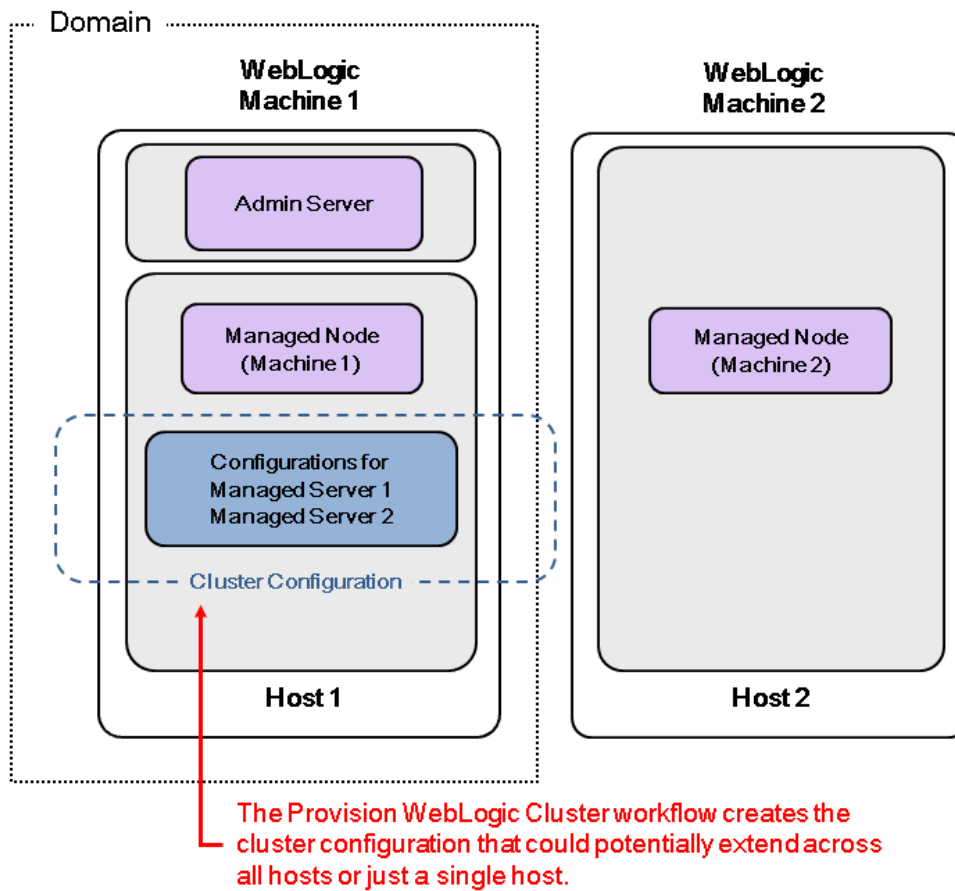 Domain
WebLogic
Machine 1
WebLogic
Machine 2
Admin Server
Managed Node
(Machine 1)
Managed Node
(Machine 2)
Configurations for
Managed Server 1
Managed Server 2
Cluster Configuration
Host 1
Host 2
The Provision WebLogic Cluster workflow creates the
cluster configuration that could potentially extend across
all hosts or just a single host.